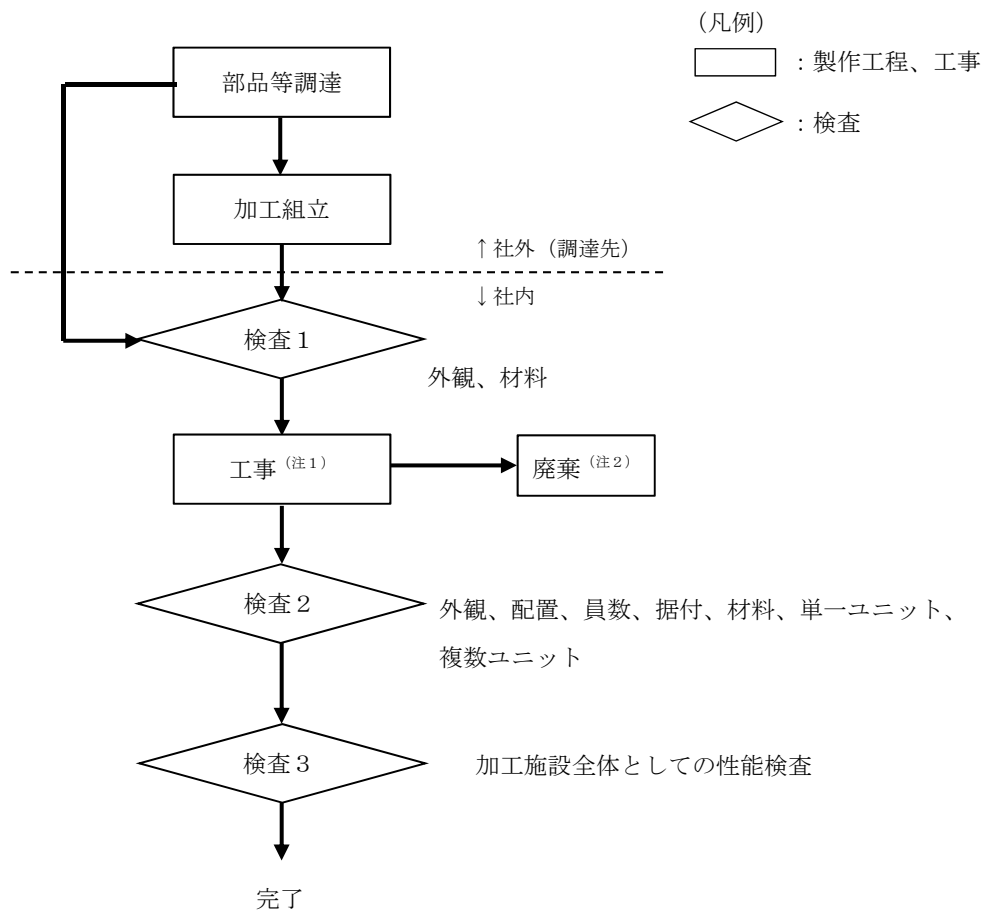 (凡例)
：製作工程、工事
：検査
部品等調達
加工組立
↑社外（調達先）
↓社内
検査１
外観、材料
工事（注１）
廃棄（注２）
検査２
外観、配置、員数、据付、材料、単一ユニット、
複数ユニット
検査３
加工施設全体としての性能検査
完了